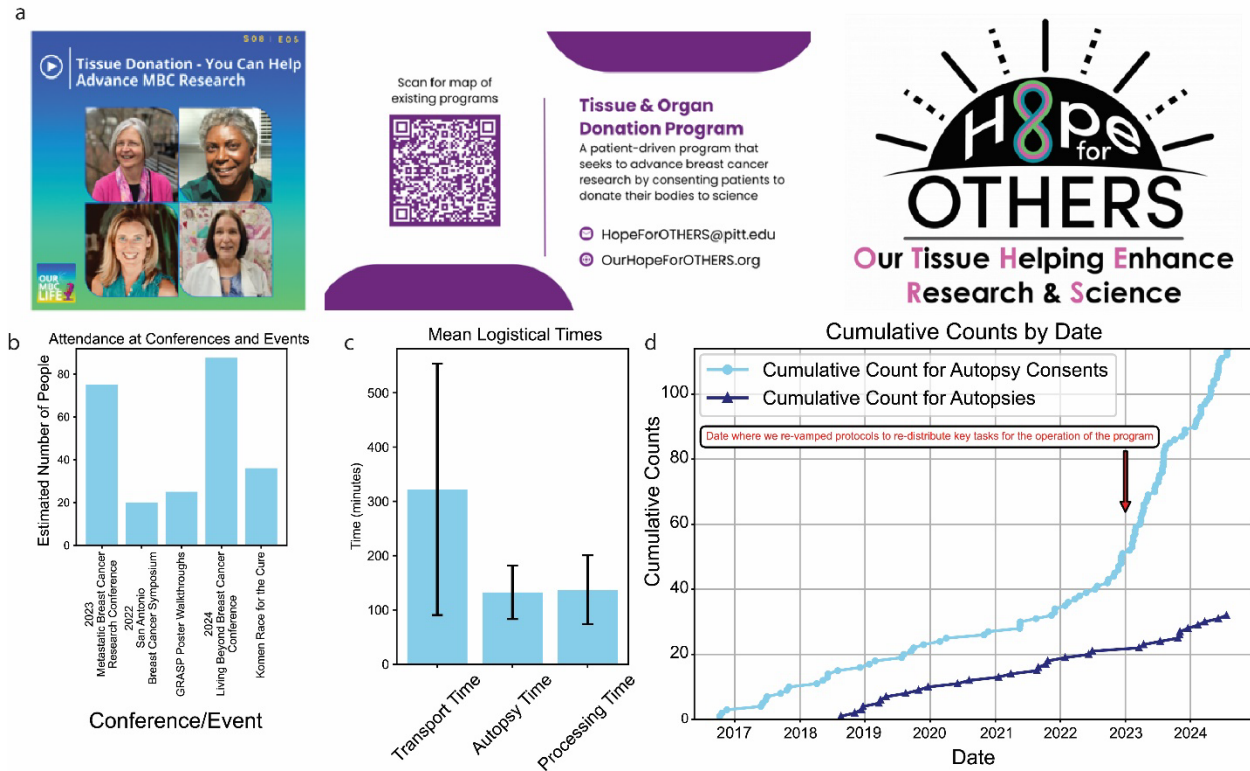 a
S08 | E05
Tissue Donation - You Can Help
Advance MBC Research
OUR
MBC
LIFE
Scan for map of
existing programs
Tissue & Organ
Donation Program
A patient-driven program that
seeks to advance breast cancer
research by consenting patients to
donate their bodies to science
HopeForOTHERS@pitt.edu
OurHopeForOTHERS.org
Hope
for
OTHERS
Our Tissue Helping Enhance
Research & Science
b
Attendance at Conferences and Events
Estimated Number of People
80
60
40
20
0
2023
Metastatic Breast Cancer
Research Conference
2022
San Antonio
Breast Cancer Symposium
GRASP Poster Walkthroughs
2024
Living Beyond Breast Cancer
Conference
Komen Race for the Cure
Conference/Event
c
Mean Logistical Times
Time (minutes)
500
400
300
200
100
0
Transport Time
Autopsy Time
Processing Time
d
Cumulative Counts by Date
Cumulative Count for Autopsy Consents
Cumulative Count for Autopsies
Date where we re-vamped protocols to re-distribute key tasks for the operation of the program
Cumulative Counts
100
80
60
40
20
0
2017 2018 2019 2020 2021 2022 2023 2024
Date